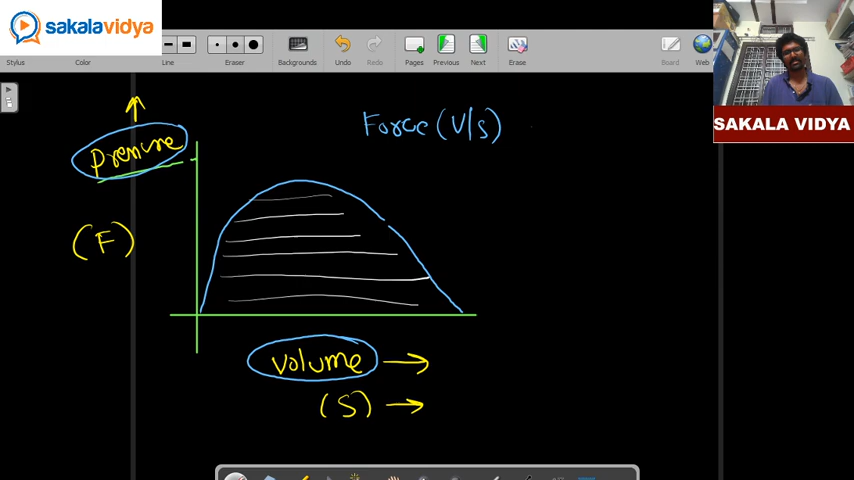 sakalavidya
Stylus
Color
Line
Eraser
Backgrounds
Undo
Redo
Pages
Previous
Next
Erase
Board
Web
SAKALA VIDYA
Force (V/s)
Pressure
(F)
volume
(S)